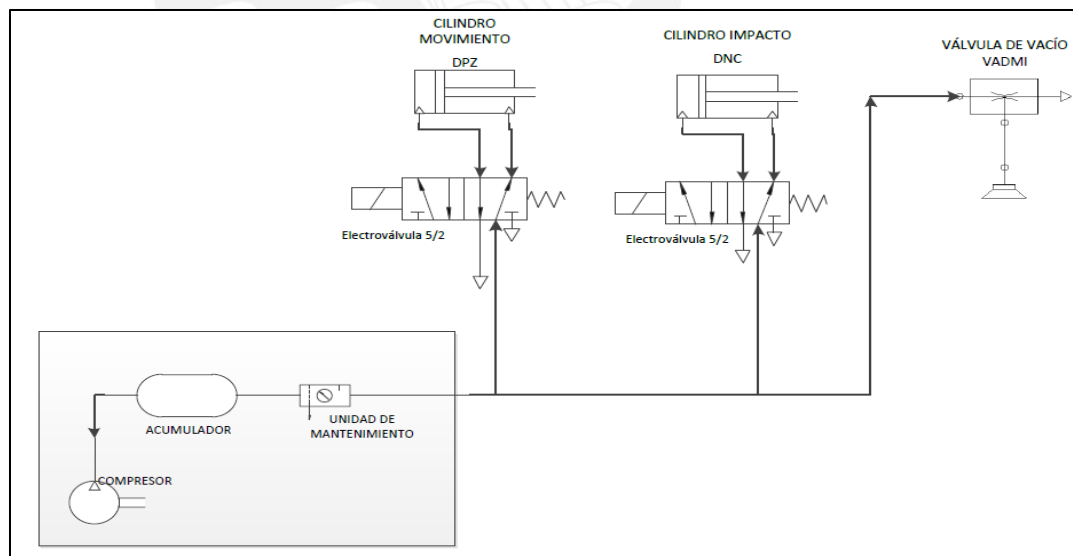 CILINDRO
MOVIMIENTO
DPZ
CILINDRO IMPACTO
DNC
VÁLVULA DE VACÍO
VADMI
Electroválvula 5/2
Electroválvula 5/2
ACUMULADOR
UNIDAD DE
MANTENIMIENTO
COMPRESOR